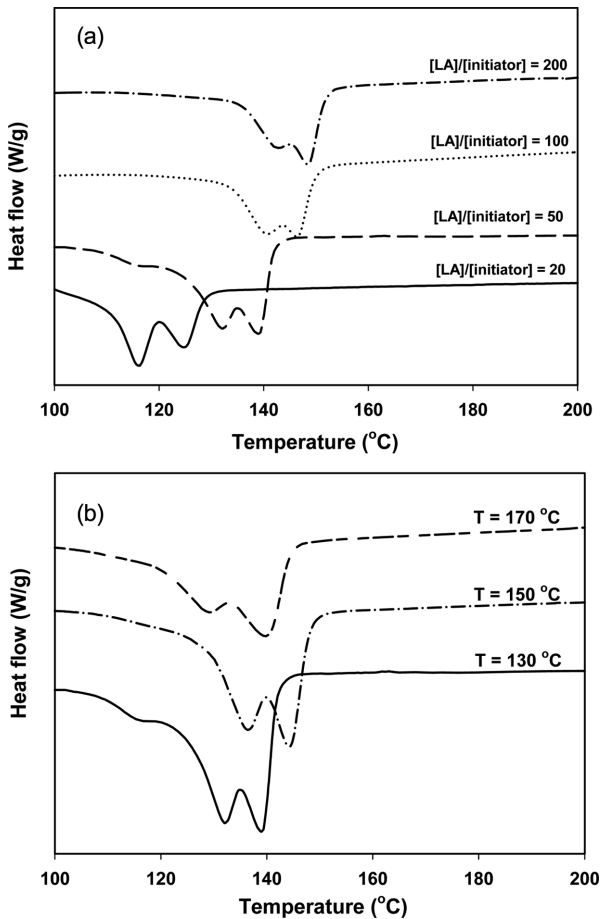 (a)
[LA]/[initiator] = 200
[LA]/[initiator] = 100
[LA]/[initiator] = 50
[LA]/[initiator] = 20
Heat flow (W/g)
100 120 140 160 180 200
Temperature (°C)
(b)
T = 170 °C
T = 150 °C
T = 130 °C
Heat flow (W/g)
100 120 140 160 180 200
Temperature (°C)